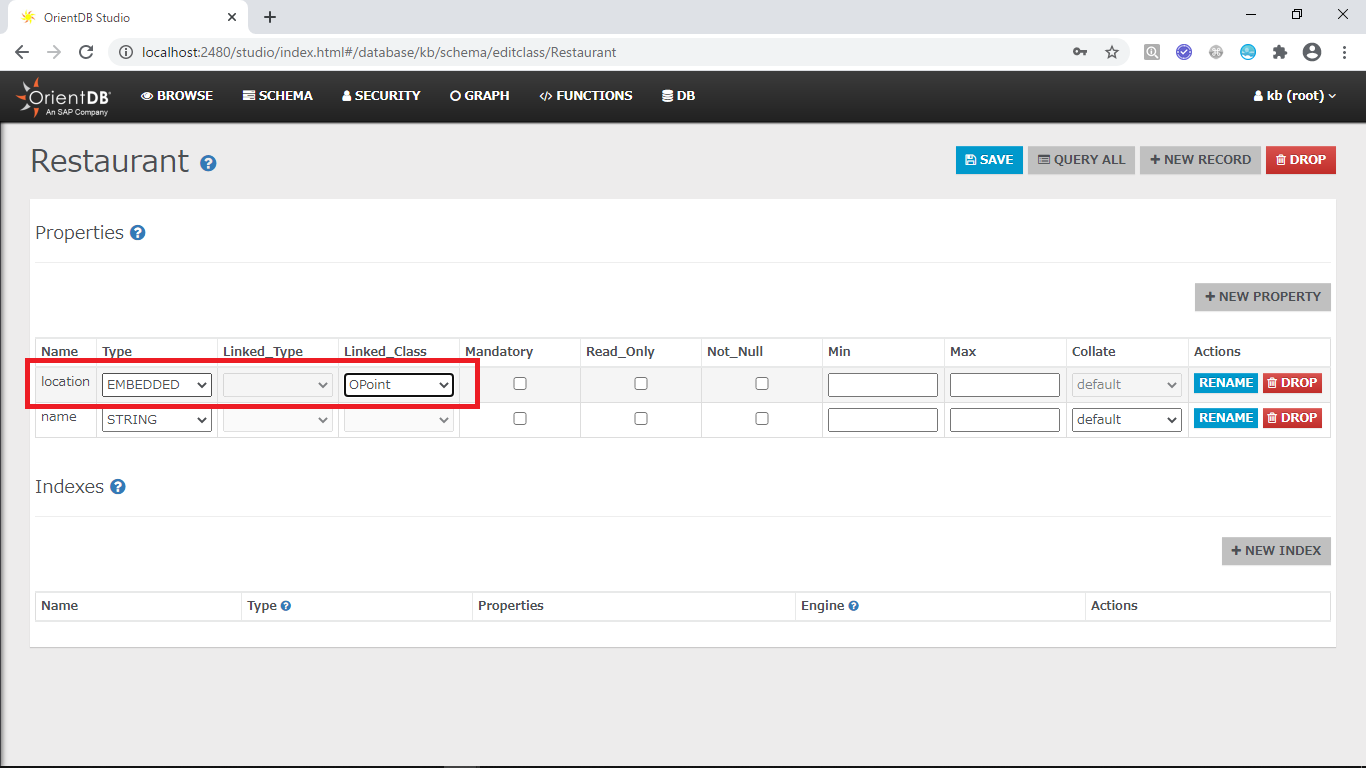 OrientDB Studio
localhost:2480/studio/index.html#/database/kb/schema/editclass/Restaurant
OrientDB®
An SAP Company
BROWSE SCHEMA SECURITY GRAPH FUNCTIONS DB kb (root)
Restaurant
SAVE QUERY ALL NEW RECORD DROP
Properties
NEW PROPERTY
Name Type Linked_Type Linked_Class Mandatory Read_Only Not_Null Min Max Collate Actions
location EMBEDDED OPoint default RENAME DROP
name STRING default RENAME DROP
Indexes
NEW INDEX
Name Type Properties Engine Actions